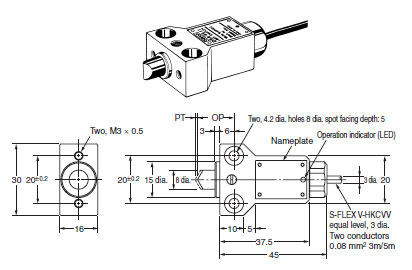 PT
OP
Two, 4.2 dia. holes 8 dia. spot facing depth: 5
Two, M3 × 0.5
3
6
Nameplate
Operation indicator (LED)
30
20±0.2
20±0.2
15 dia.
8 dia.
3 dia.
20
16
10
5
37.5
45
S-FLEX V-HKCVV
equal level, 3 dia.
Two conductors
0.08 mm² 3m/5m